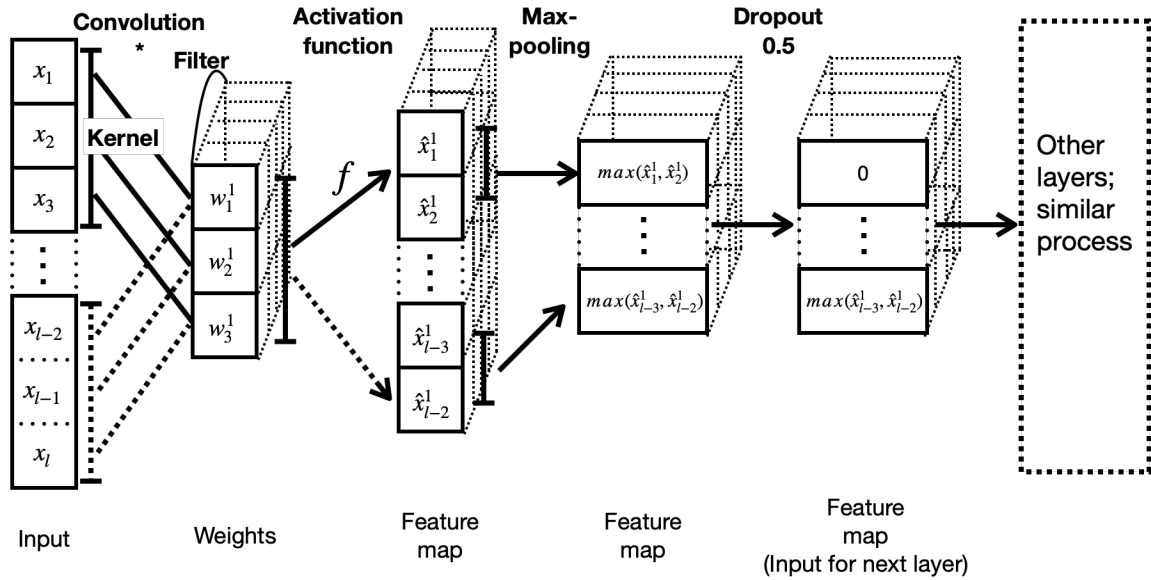 Convolution
*
Filter
Kernel
x₁
x₂
x₃
⋮
xₗ₋₂
xₗ₋₁
xₗ
Input
w₁¹
w₂¹
w₃¹
Weights
Activation
function
f
x̂₁¹
x̂₂¹
⋮
x̂ₗ₋₃¹
x̂ₗ₋₂¹
Feature
map
Max-
pooling
max(x̂₁¹, x̂₂¹)
⋮
max(x̂ₗ₋₃¹, x̂ₗ₋₂¹)
Feature
map
Dropout
0.5
0
⋮
max(x̂ₗ₋₃¹, x̂ₗ₋₂¹)
Feature
map
(Input for next layer)
Other
layers;
similar
process